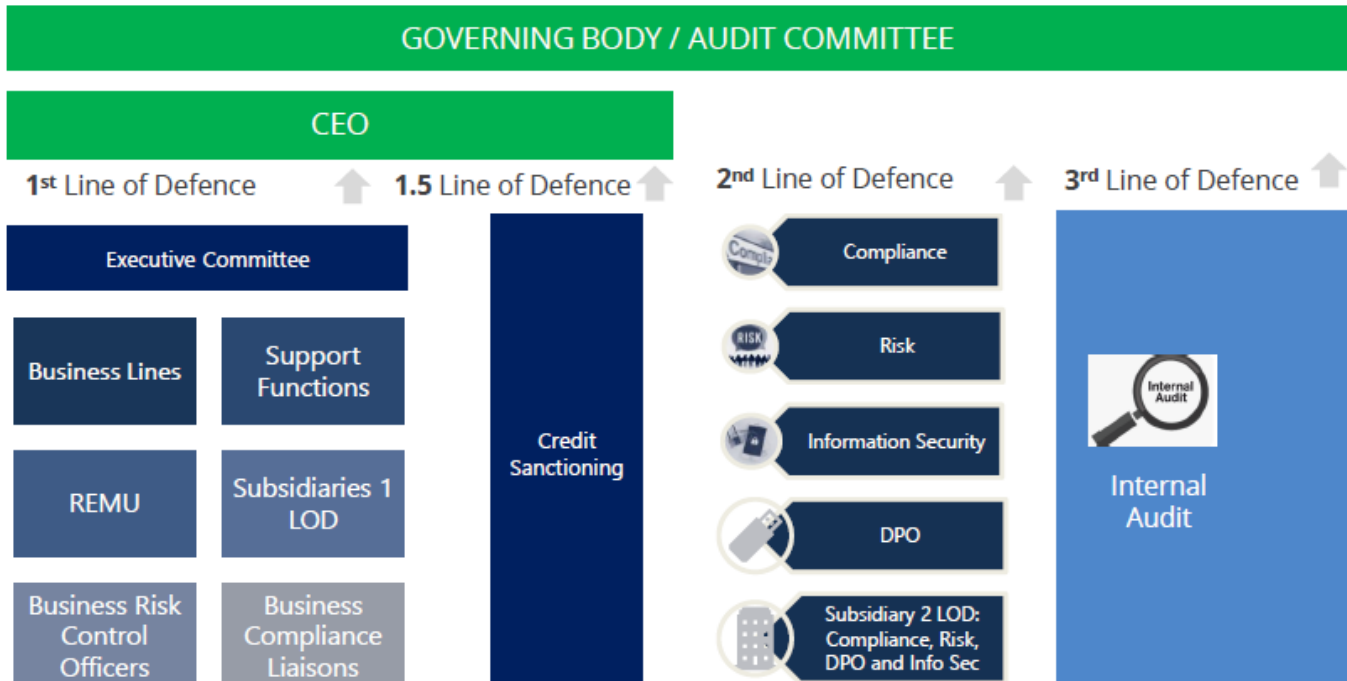 GOVERNING BODY / AUDIT COMMITTEE
CEO
1st Line of Defence
1.5 Line of Defence
2nd Line of Defence
3rd Line of Defence
Executive Committee
Business Lines
Support
Functions
REMU
Subsidiaries 1
LOD
Business Risk
Control
Officers
Business
Compliance
Liaisons
Credit
Sanctioning
Compliance
RISK
Risk
Information Security
DPO
Subsidiary 2 LOD:
Compliance, Risk,
DPO and Info Sec
Internal
Audit
Internal
Audit